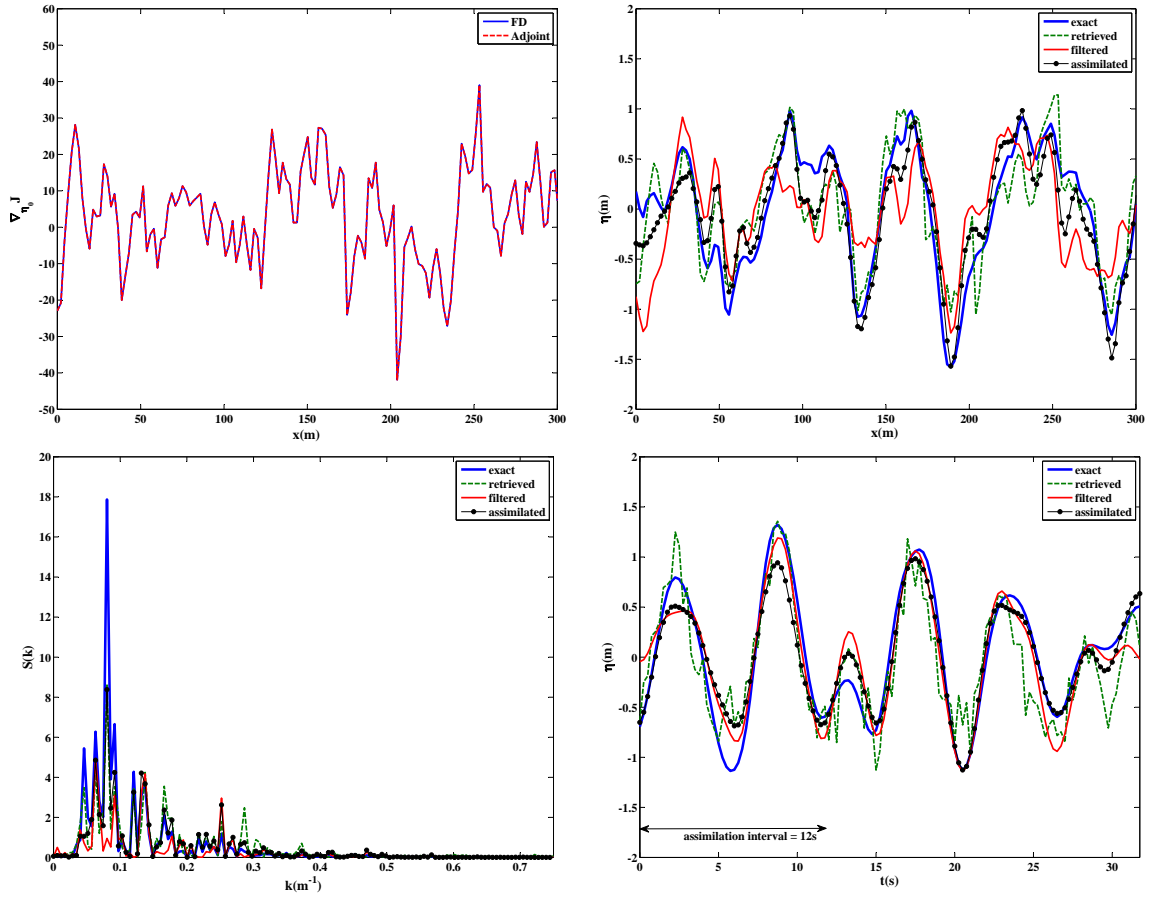 60
50
40
30
20
10
0
-10
-20
-30
-40
-50
0 50 100 150 200 250 300
x(m)
∇η₀J
FD
Adjoint
2
1.5
1
0.5
0
-0.5
-1
-1.5
-2
0 50 100 150 200 250 300
x(m)
η(m)
exact
retrieved
filtered
assimilated
20
18
16
14
12
10
8
6
4
2
0
0 0.1 0.2 0.3 0.4 0.5 0.6 0.7
k(m⁻¹)
S(k)
exact
retrieved
filtered
assimilated
2
1.5
1
0.5
0
-0.5
-1
-1.5
-2
0 5 10 15 20 25 30
t(s)
η(m)
exact
retrieved
filtered
assimilated
assimilation interval = 12s